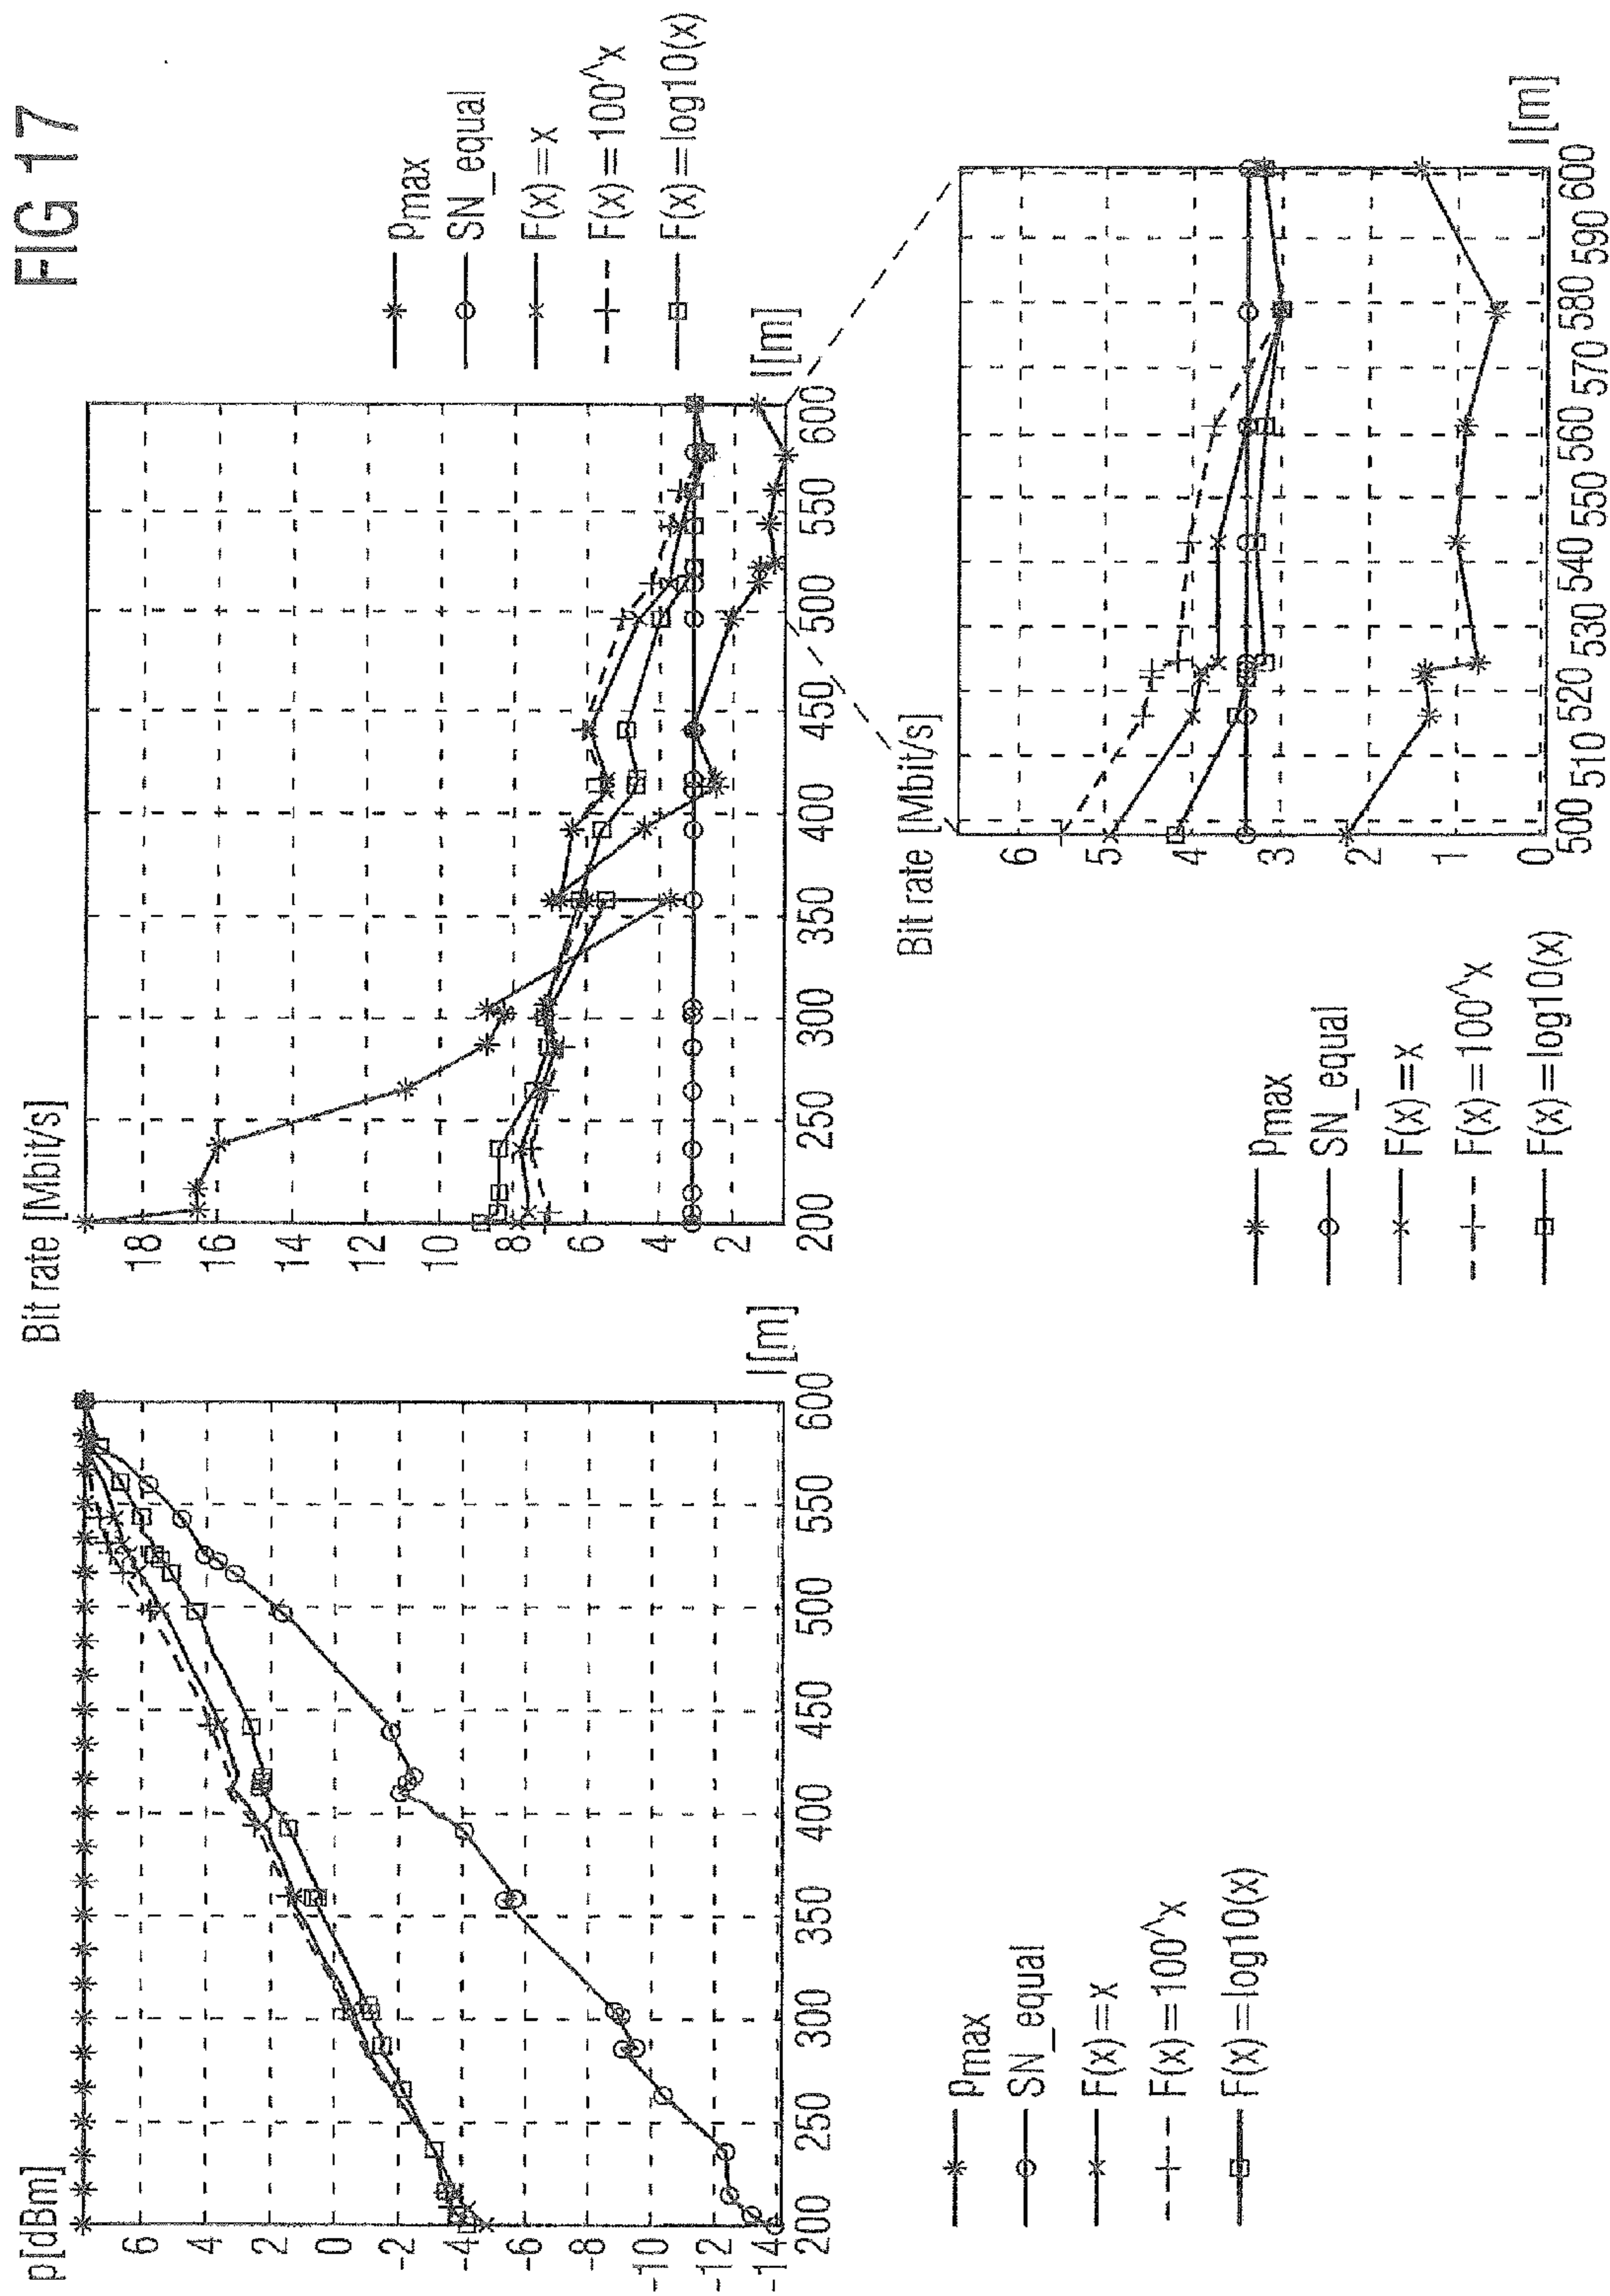 FIG 17
p[dBm]
6
4
2
0
-2
-4
-6
-8
-10
-12
-14
200 250 300 350 400 450 500 550 600
l[m]
pmax
SN_equal
F(x)=x
F(x)=100^x
F(x)=log10(x)
Bit rate [Mbit/s]
18
16
14
12
10
8
6
4
2
200 250 300 350 400 450 500 550 600
l[m]
pmax
SN_equal
F(x)=x
F(x)=100^x
F(x)=log10(x)
Bit rate [Mbit/s]
6
5
4
3
2
1
0
500 510 520 530 540 550 560 570 580 590 600
l[m]
pmax
SN_equal
F(x)=x
F(x)=100^x
F(x)=log10(x)